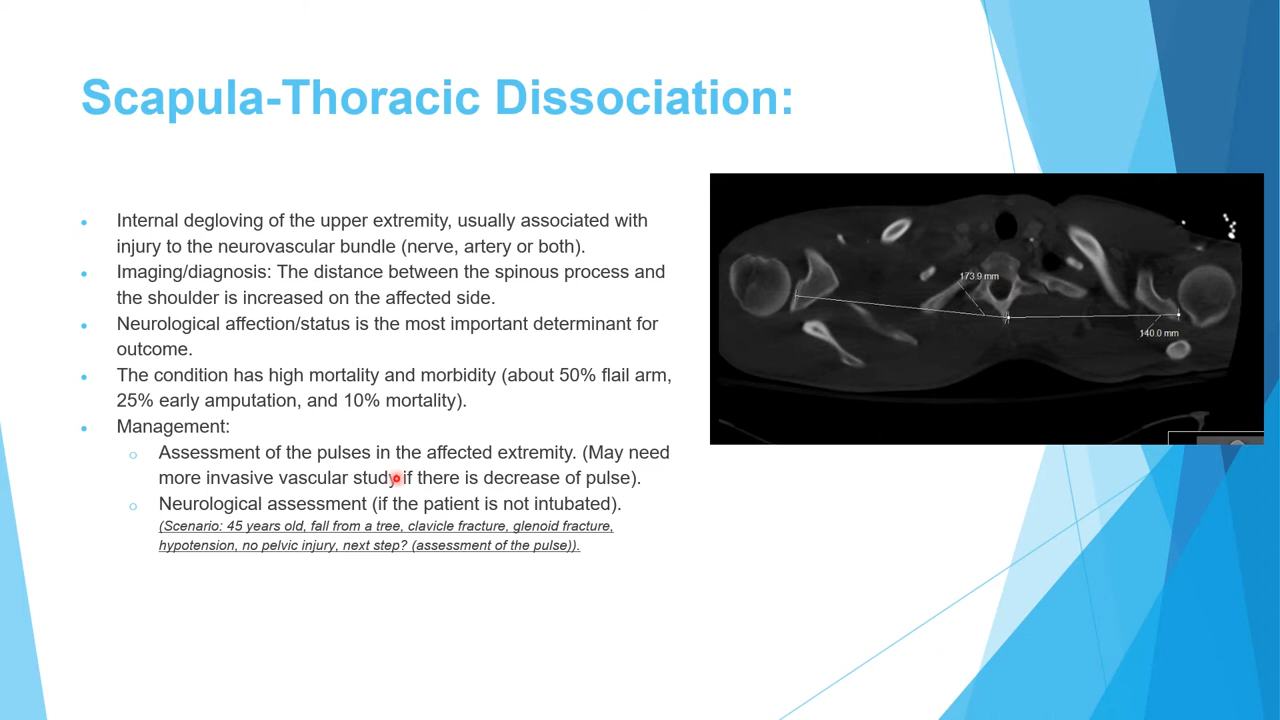 Scapula-Thoracic Dissociation:
Internal degloving of the upper extremity, usually associated with
injury to the neurovascular bundle (nerve, artery or both).
Imaging/diagnosis: The distance between the spinous process and
the shoulder is increased on the affected side.
Neurological affection/status is the most important determinant for
outcome.
The condition has high mortality and morbidity (about 50% flail arm,
25% early amputation, and 10% mortality).
Management:
Assessment of the pulses in the affected extremity. (May need
more invasive vascular study if there is decrease of pulse).
Neurological assessment (if the patient is not intubated).
(Scenario: 45 years old, fall from a tree, clavicle fracture, glenoid fracture,
hypotension, no pelvic injury, next step? (assessment of the pulse)).
173.9 mm
140.0 mm